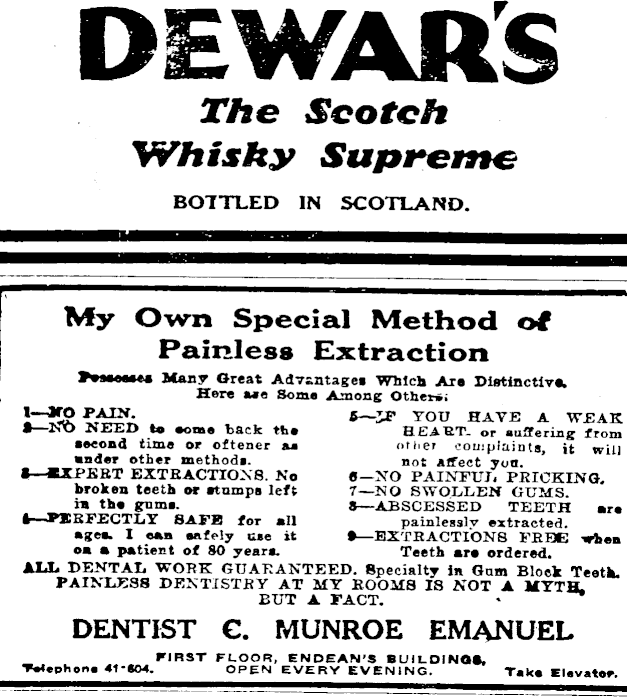 DEWAR'S
The Scotch
Whisky Supreme
BOTTLED IN SCOTLAND.
My Own Special Method of
Painless Extraction
Possesses Many Great Advantages Which Are Distinctive.
Here are Some Among Others:
1—NO PAIN.
2—NO NEED to come back the
second time or oftener as
under other methods.
3—EXPERT EXTRACTIONS. No
broken teeth or stumps left
in the gums.
4—PERFECTLY SAFE for all
ages. I can safely use it
on a patient of 80 years.
5—IF YOU HAVE A WEAK
HEART or suffering from
other complaints, it will
not affect you.
6—NO PAINFUL PRICKING.
7—NO SWOLLEN GUMS.
8—ABSCESSED TEETH are
painlessly extracted.
9—EXTRACTIONS FREE when
Teeth are ordered.
ALL DENTAL WORK GUARANTEED. Specialty in Gum Block Teeth.
PAINLESS DENTISTRY AT MY ROOMS IS NOT A MYTH,
BUT A FACT.
DENTIST C. MUNROE EMANUEL
FIRST FLOOR, ENDEAN'S BUILDINGS,
Telephone 41-604. OPEN EVERY EVENING. Take Elevator.